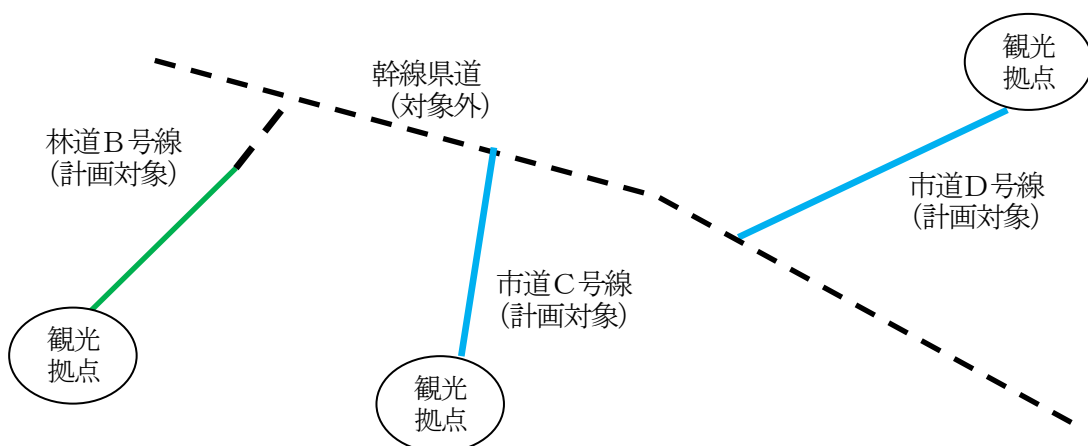 観光
拠点
幹線県道
（対象外）
林道Ｂ号線
（計画対象）
市道Ｄ号線
（計画対象）
市道Ｃ号線
（計画対象）
観光
拠点
観光
拠点